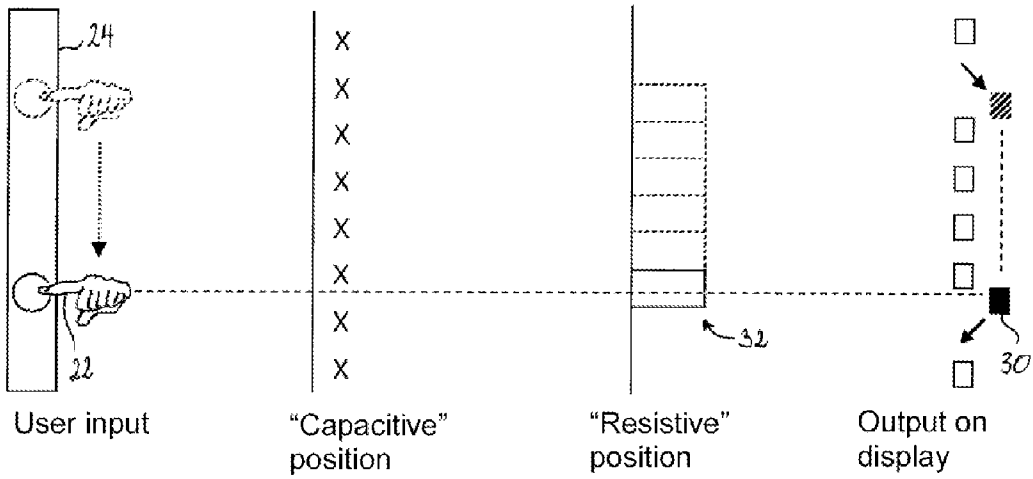 24
X
X
X
X
X
X
X
X
22
32
30
User input
“Capacitive”
position
“Resistive”
position
Output on
display